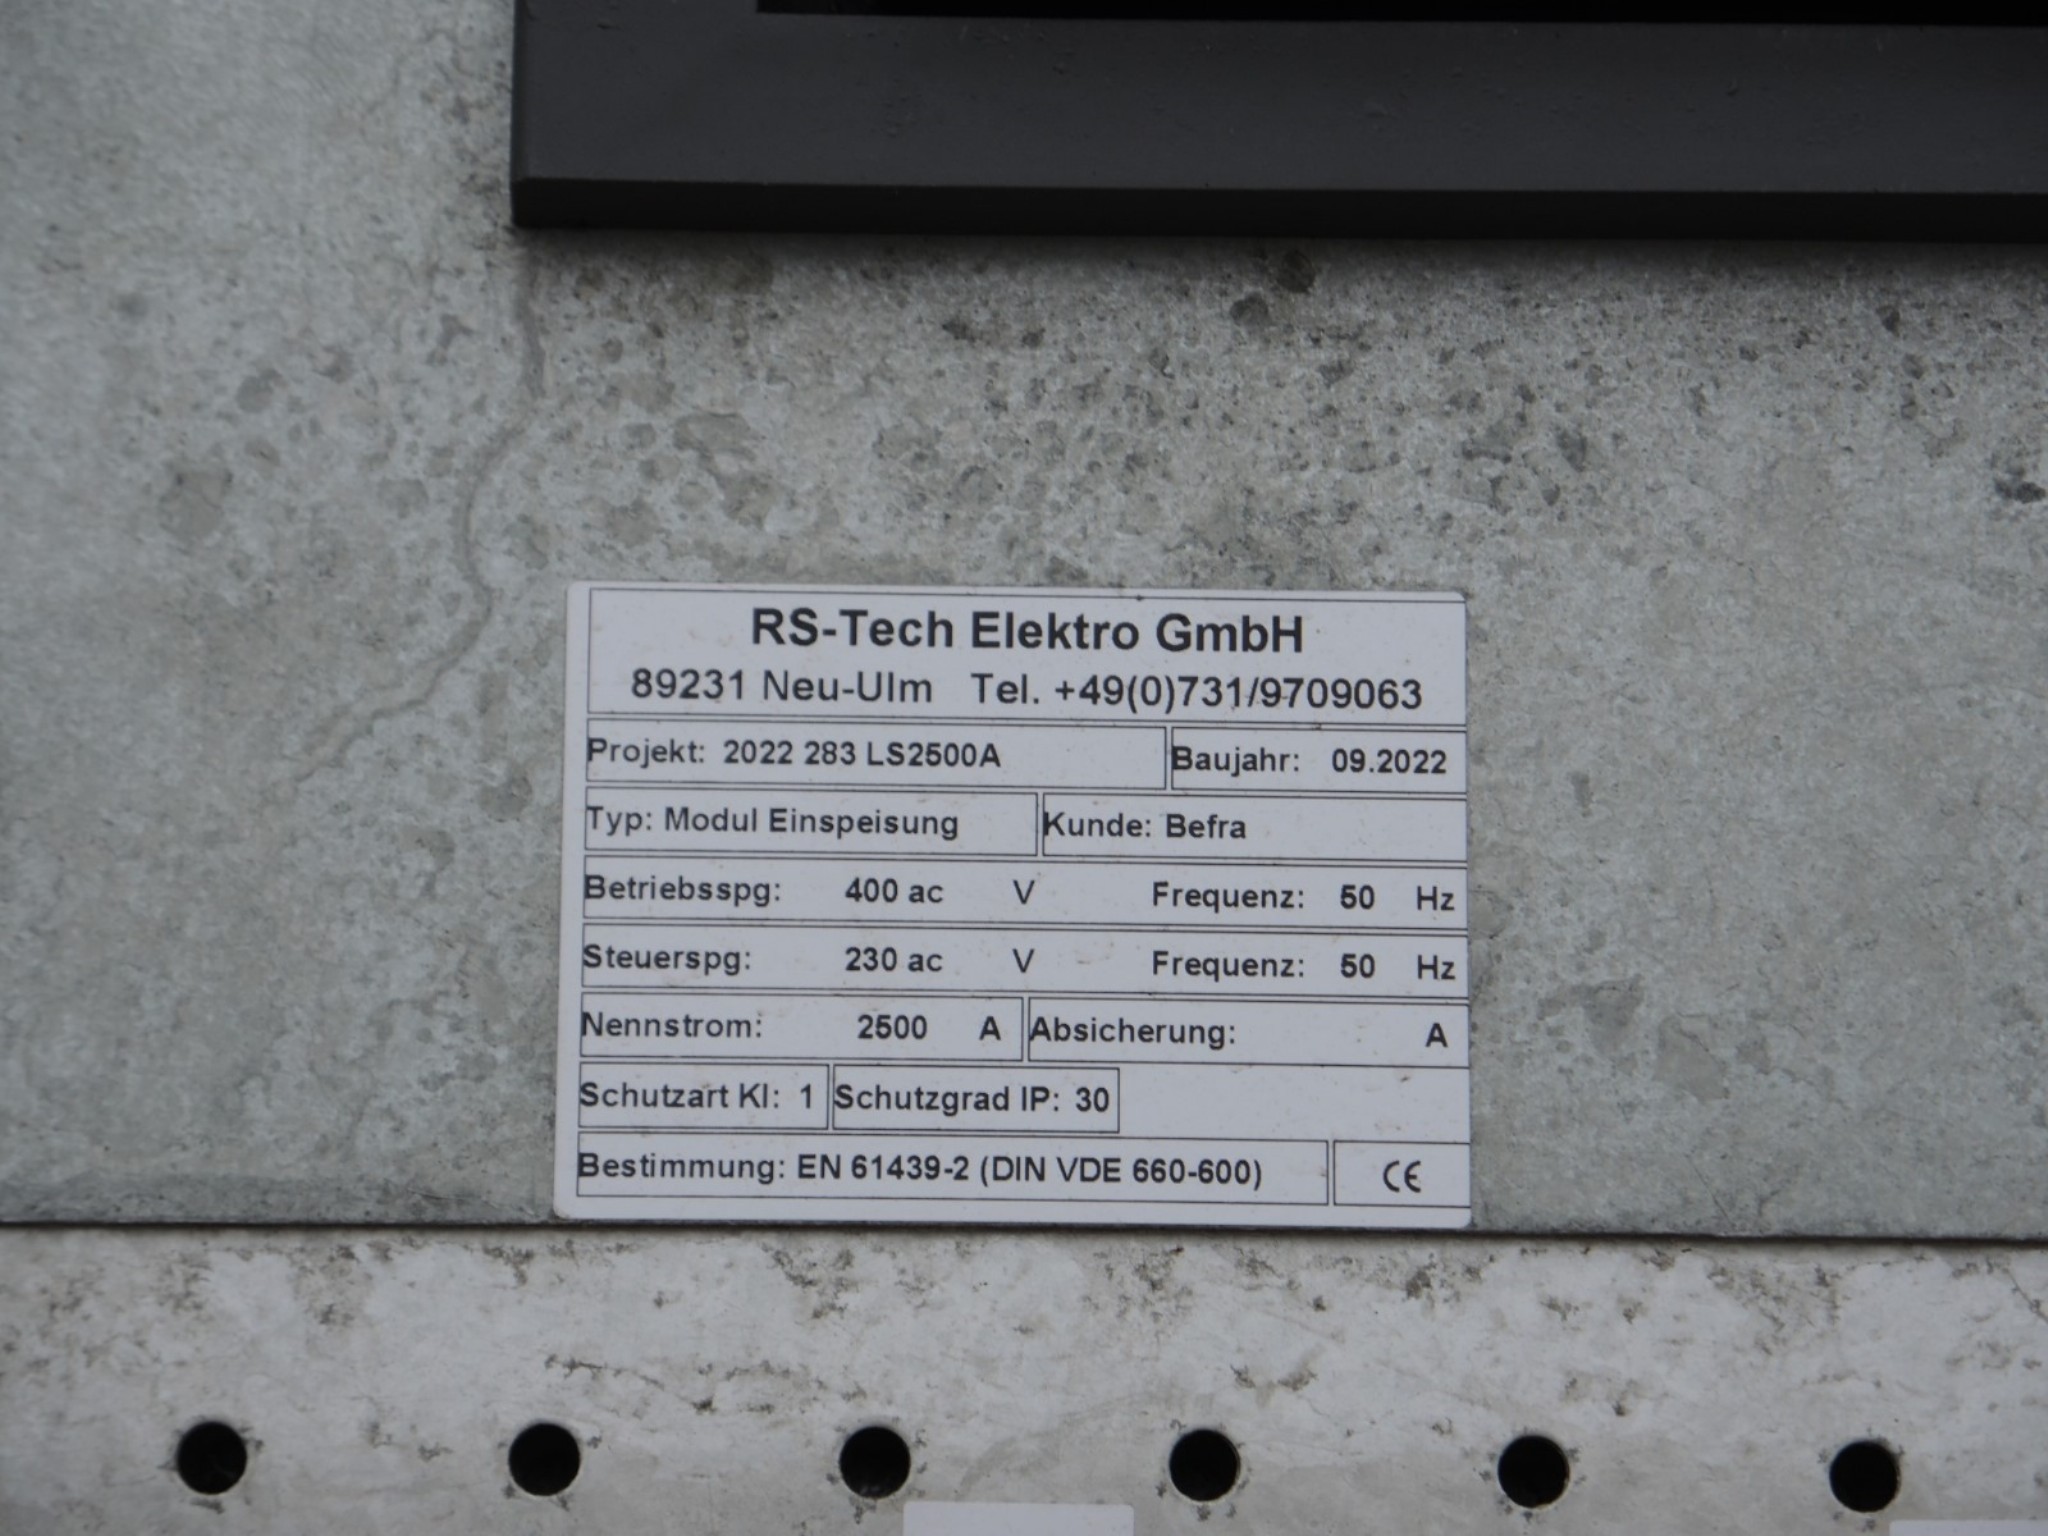 RS-Tech Elektro GmbH
89231 Neu-Ulm Tel. +49(0)731/9709063
Projekt: 2022 283 LS2500A Baujahr: 09.2022
Typ: Modul Einspeisung Kunde: Befra
Betriebsspg: 400 ac V Frequenz: 50 Hz
Steuerspg: 230 ac V Frequenz: 50 Hz
Nennstrom: 2500 A Absicherung: A
Schutzart Kl: 1 Schutzgrad IP: 30
Bestimmung: EN 61439-2 (DIN VDE 660-600) CE